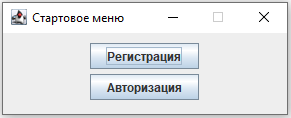 Стартовое меню
Регистрация
Авторизация